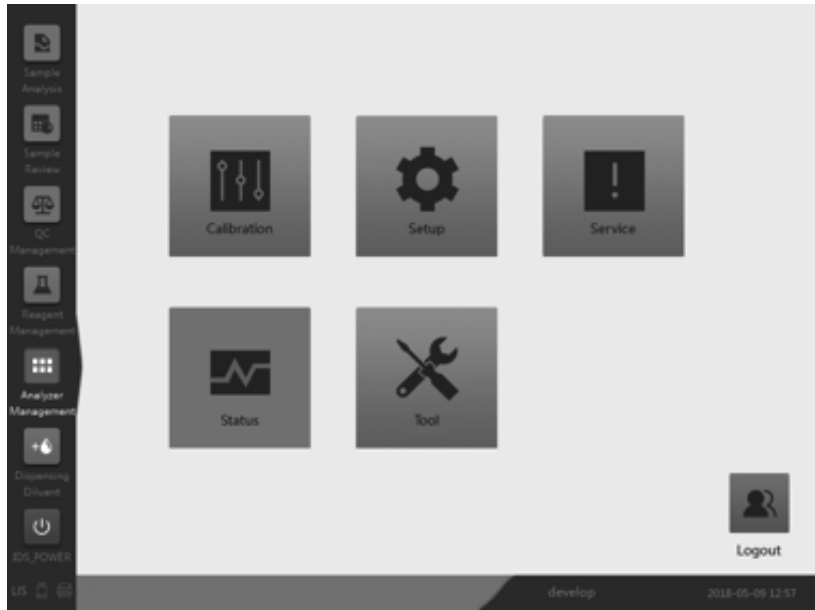 Sample
Analysis
Sample
Review
QC
Management
Reagent
Management
Analyzer
Management
Dispensing
Diluent
IDS_POWER
LIS
Calibration
Setup
Service
Status
Tool
Logout
develop
2018-05-09 12:57